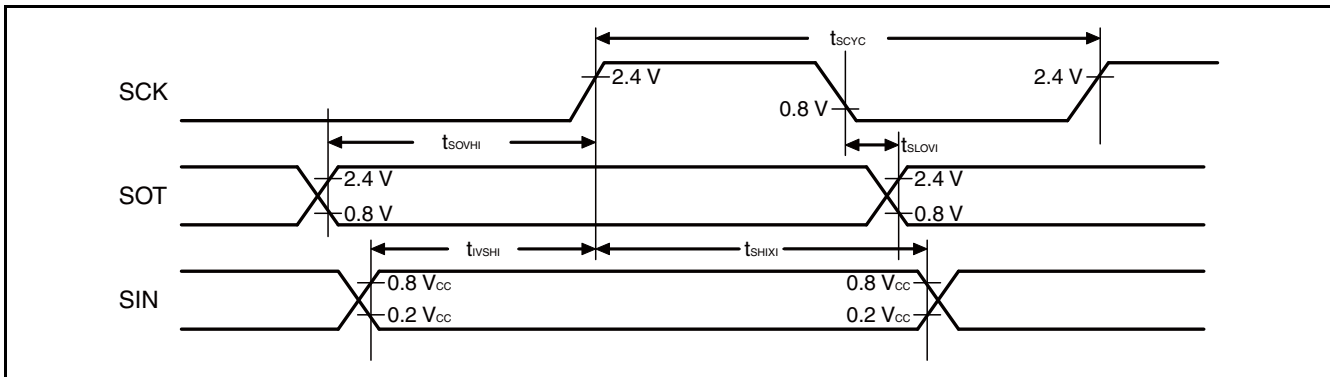 tSCYC
SCK
2.4 V
2.4 V
0.8 V
tSOVHI
tSLOVI
SOT
2.4 V
2.4 V
0.8 V
0.8 V
tIVSHI
tSHIXI
SIN
0.8 VCC
0.8 VCC
0.2 VCC
0.2 VCC